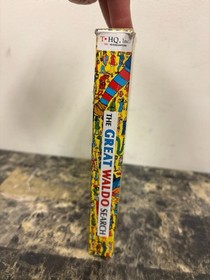 T·HQ, Inc.
THE GREAT WALDO SEARCH